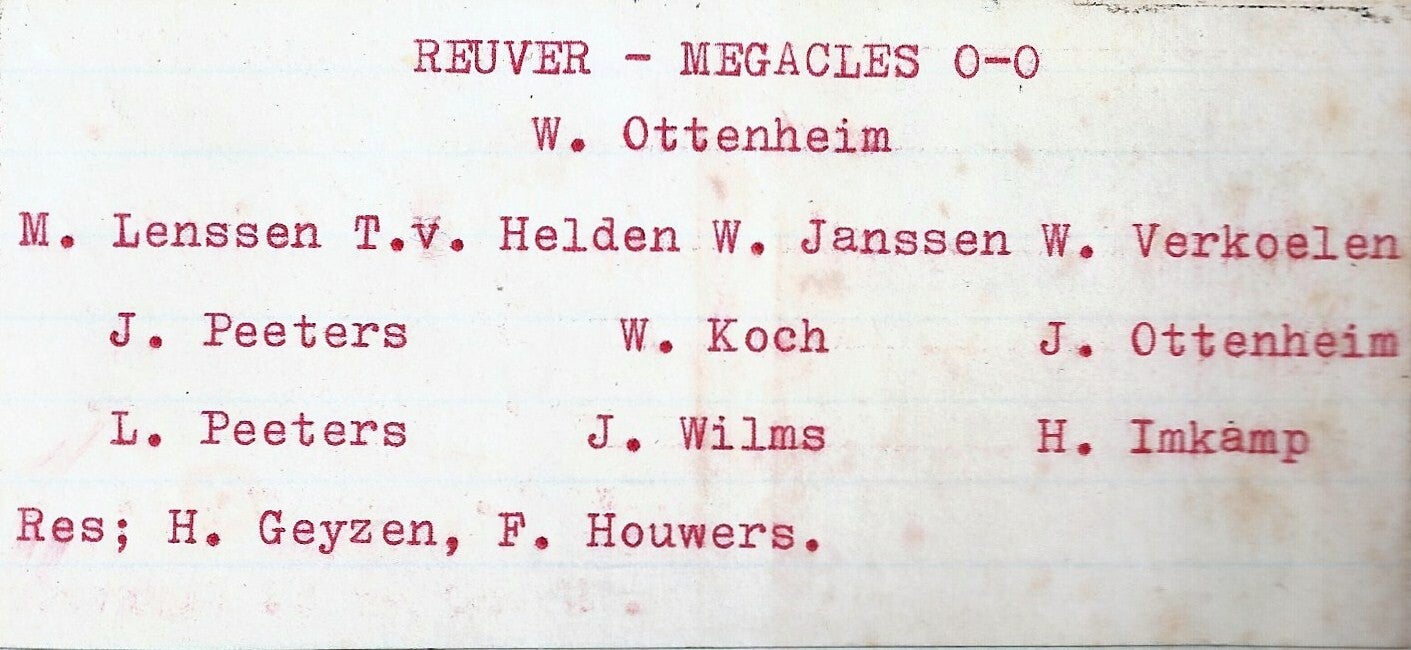 REUVER - MEGACLES 0-0
W. Ottenheim
M. Lenssen T.v. Helden W. Janssen W. Verkoelen
J. Peeters W. Koch J. Ottenheim
L. Peeters J. Wilms H. Imkamp
Res; H. Geyzen, F. Houwers.